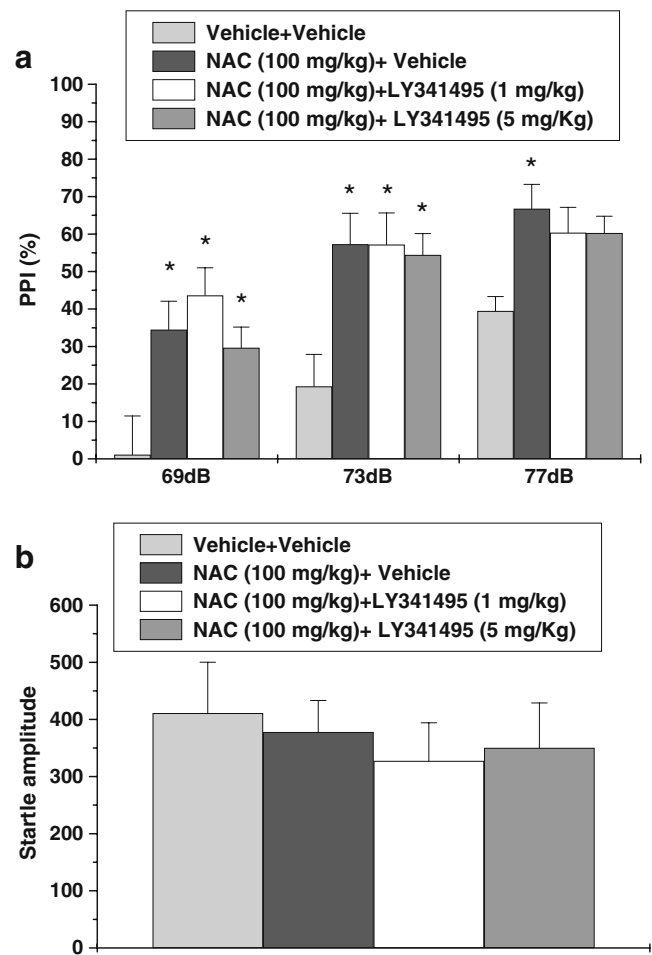 Vehicle+Vehicle
NAC (100 mg/kg)+ Vehicle
NAC (100 mg/kg)+LY341495 (1 mg/kg)
NAC (100 mg/kg)+ LY341495 (5 mg/Kg)
a
100
90
80
70
60
50
40
30
20
10
0
PPI (%)
* * *
* * *
*
69dB 73dB 77dB
b
Vehicle+Vehicle
NAC (100 mg/kg)+ Vehicle
NAC (100 mg/kg)+LY341495 (1 mg/kg)
NAC (100 mg/kg)+ LY341495 (5 mg/Kg)
600
500
400
300
200
100
0
Startle amplitude